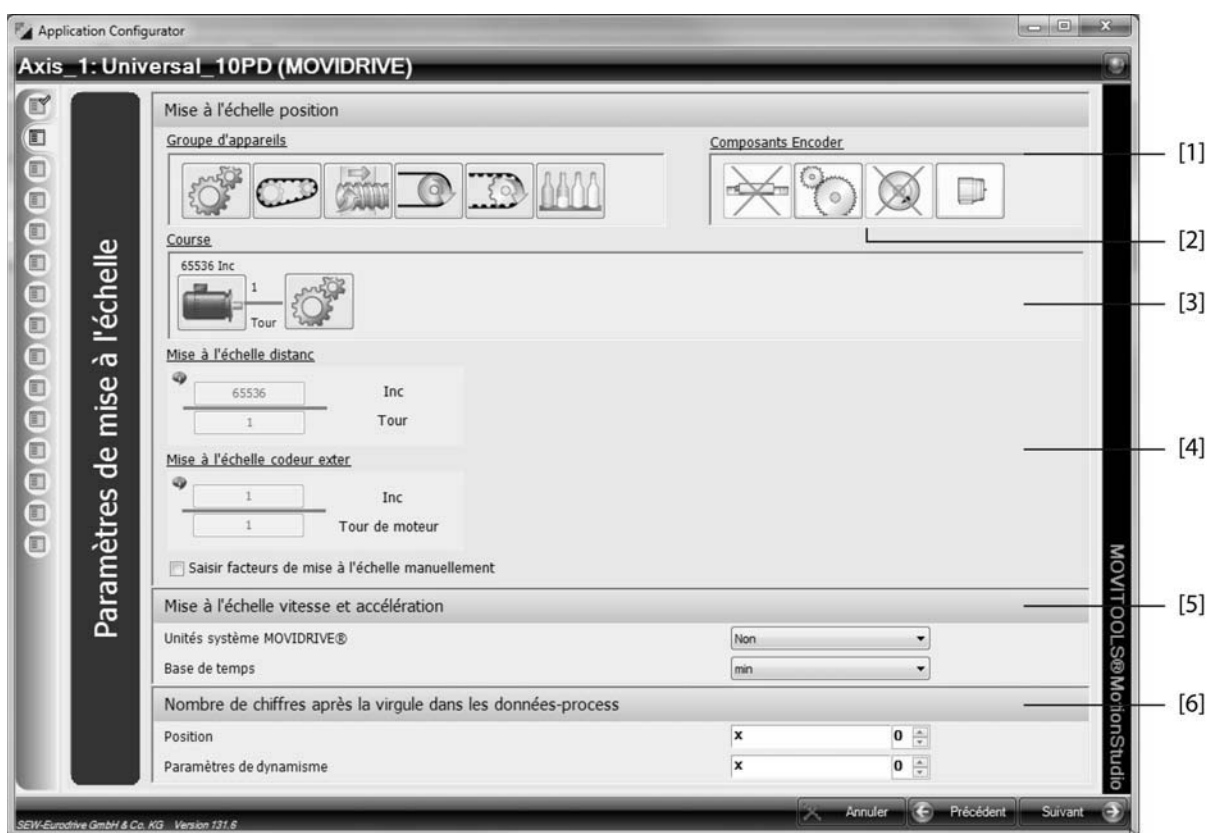 Application Configurator
Axis_1: Universal_10PD (MOVIDRIVE)
Paramètres de mise à l'échelle
Mise à l'échelle position
Groupe d'appareils
Composants Encoder
[1]
[2]
Course
65536 Inc
1
Tour
[3]
Mise à l'échelle distanc
65536 Inc
1 Tour
[4]
Mise à l'échelle codeur exter
1 Inc
1 Tour de moteur
Saisir facteurs de mise à l'échelle manuellement
Mise à l'échelle vitesse et accélération
[5]
Unités système MOVIDRIVE® Non
Base de temps min
Nombre de chiffres après la virgule dans les données-process
[6]
Position x 0
Paramètres de dynamisme x 0
MOVITOOLS®MotionStudio
Annuler Précédent Suivant
SEW-Eurodrive GmbH & Co. KG Version 131.6